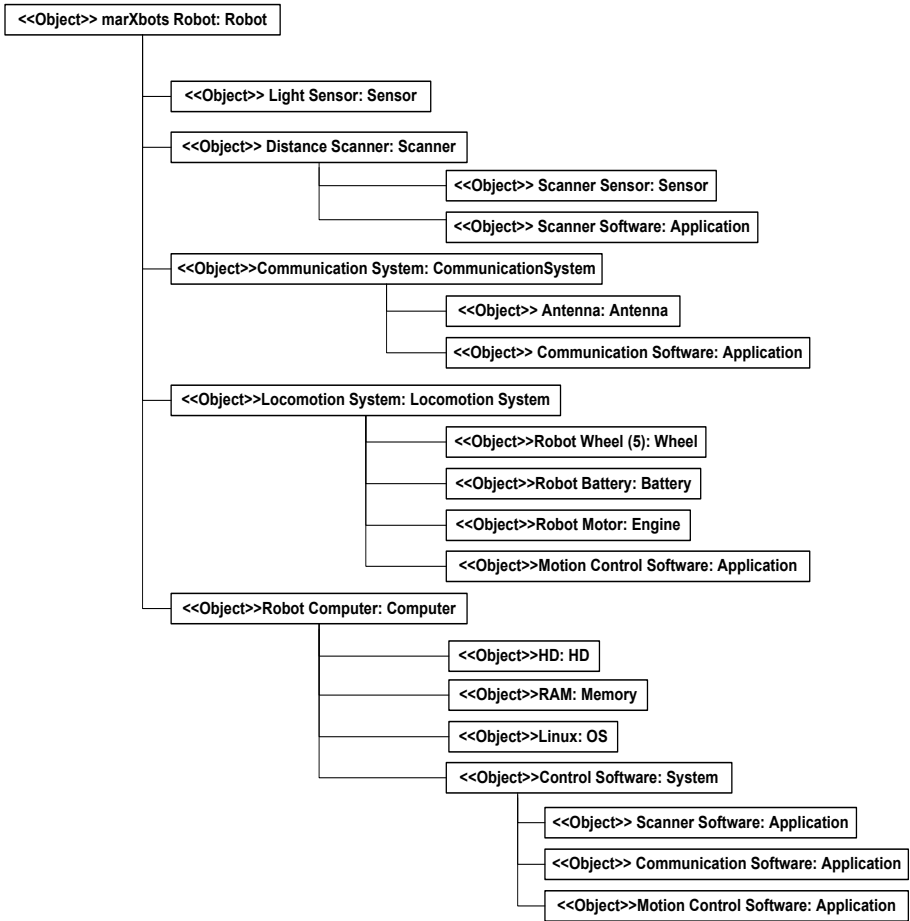 <<Object>> marXbots Robot: Robot
<<Object>> Light Sensor: Sensor
<<Object>> Distance Scanner: Scanner
<<Object>> Scanner Sensor: Sensor
<<Object>> Scanner Software: Application
<<Object>>Communication System: CommunicationSystem
<<Object>> Antenna: Antenna
<<Object>> Communication Software: Application
<<Object>>Locomotion System: Locomotion System
<<Object>>Robot Wheel (5): Wheel
<<Object>>Robot Battery: Battery
<<Object>>Robot Motor: Engine
<<Object>>Motion Control Software: Application
<<Object>>Robot Computer: Computer
<<Object>>HD: HD
<<Object>>RAM: Memory
<<Object>>Linux: OS
<<Object>>Control Software: System
<<Object>> Scanner Software: Application
<<Object>> Communication Software: Application
<<Object>>Motion Control Software: Application